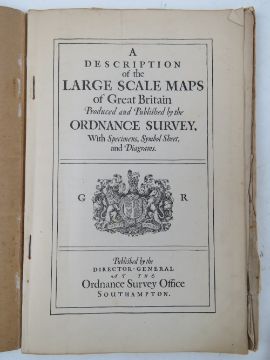 A
DESCRIPTION
of the
LARGE SCALE MAPS
of Great Britain
Produced and Published by the
ORDNANCE SURVEY,
With Specimens, Symbol Sheet,
and Diagrams.
G R
Published by the
DIRECTOR-GENERAL
AT THE
Ordnance Survey Office
SOUTHAMPTON.